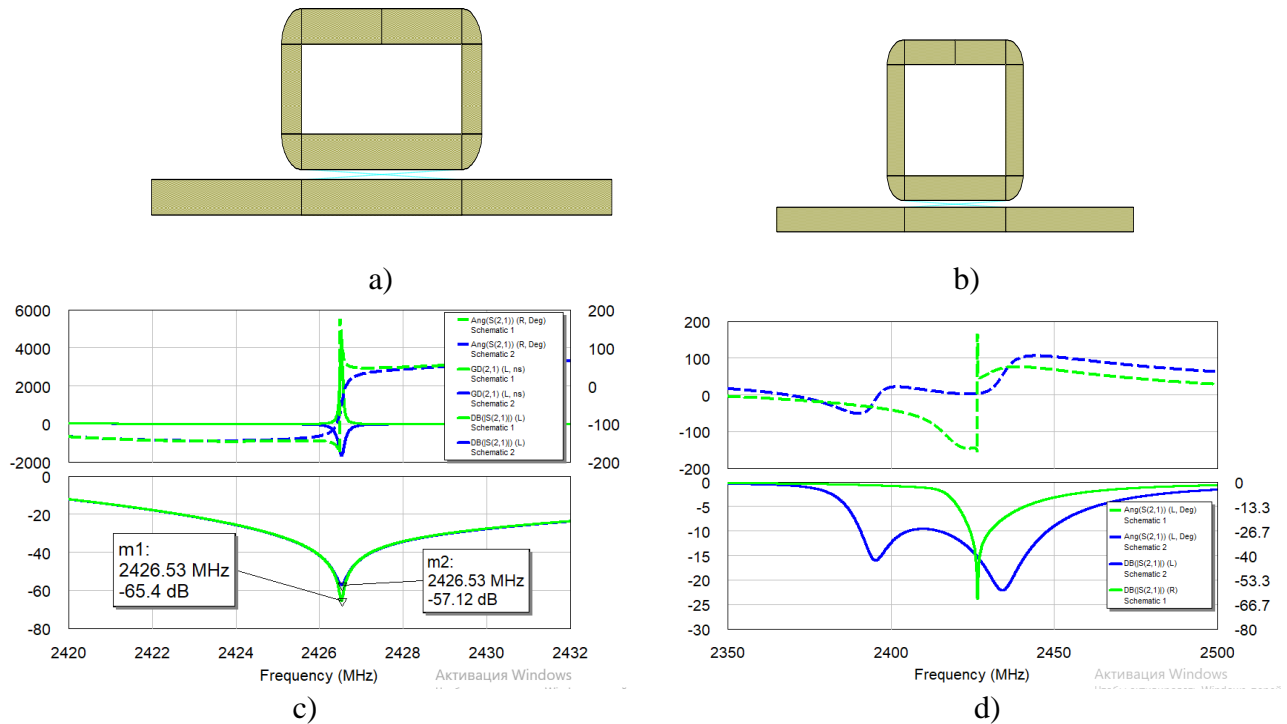 a)
b)
6000
4000
2000
0
-2000
200
100
0
-100
-200
Ang(S(2,1)) (R, Deg)
Schematic 1
Ang(S(2,1)) (R, Deg)
Schematic 2
GD(2,1) (L, ns)
Schematic 1
GD(2,1) (L, ns)
Schematic 2
DB(|S(2,1)|) (L)
Schematic 1
DB(|S(2,1)|) (L)
Schematic 2
0
-20
-40
-60
-80
m1:
2426.53 MHz
-65.4 dB
m2:
2426.53 MHz
-57.12 dB
2420 2422 2424 2426 2428 2430 2432
Frequency (MHz)
Активация Windows
c)
200
100
0
-100
-200
0
-5
-10
-15
-20
-25
-30
0
-13.3
-26.7
-40
-53.3
-66.7
-80
Ang(S(2,1)) (L, Deg)
Schematic 1
Ang(S(2,1)) (L, Deg)
Schematic 2
DB(|S(2,1)|) (L)
Schematic 2
DB(|S(2,1)|) (R)
Schematic 1
2350 2400 2450 2500
Frequency (MHz)
Активация Windows
d)